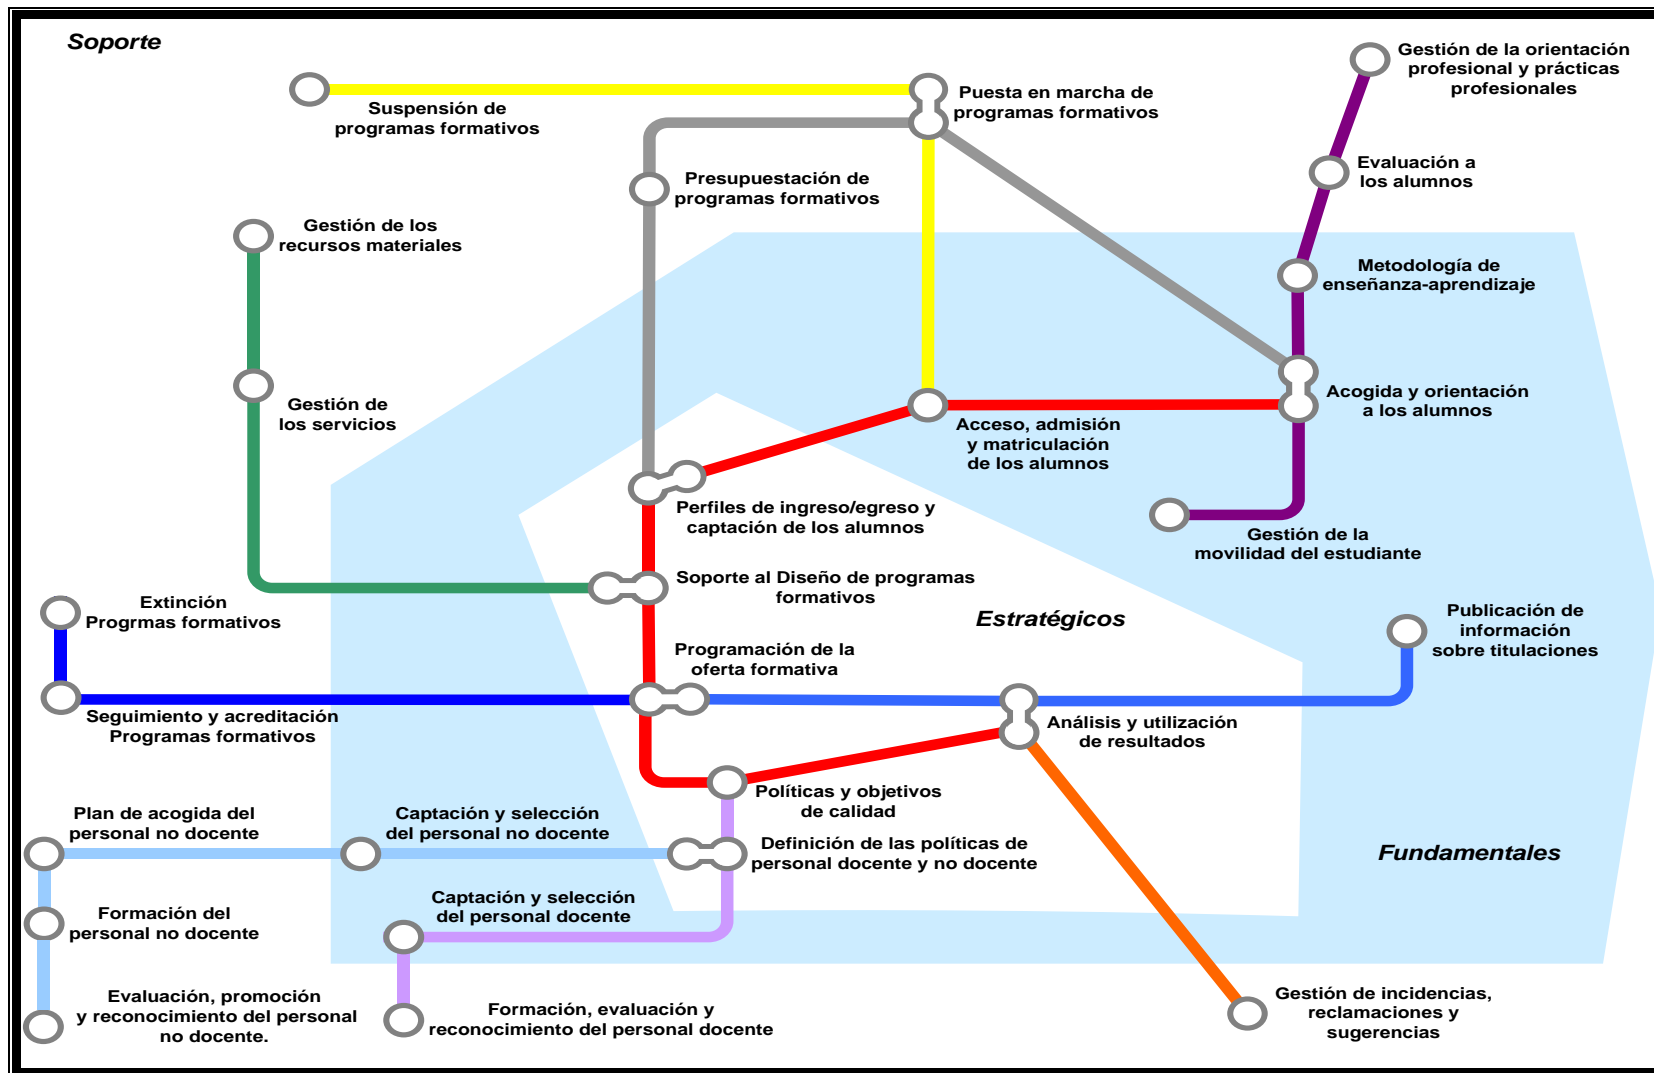 Soporte
Gestión de la orientación
profesional y prácticas
profesionales
Suspensión de
programas formativos
Puesta en marcha de
programas formativos
Evaluación a
los alumnos
Presupuestación de
programas formativos
Gestión de los
recursos materiales
Metodología de
enseñanza-aprendizaje
Gestión de
los servicios
Acceso, admisión
y matriculación
de los alumnos
Acogida y orientación
a los alumnos
Perfiles de ingreso/egreso y
captación de los alumnos
Gestión de la
movilidad del estudiante
Soporte al Diseño de programas
formativos
Extinción
Progrmas formativos
Estratégicos
Publicación de
información
sobre titulaciones
Programación de la
oferta formativa
Seguimiento y acreditación
Programas formativos
Análisis y utilización
de resultados
Políticas y objetivos
de calidad
Plan de acogida del
personal no docente
Captación y selección
del personal no docente
Definición de las políticas de
personal docente y no docente
Fundamentales
Captación y selección
del personal docente
Formación del
personal no docente
Evaluación, promoción
y reconocimiento del personal
no docente.
Formación, evaluación y
reconocimiento del personal docente
Gestión de incidencias,
reclamaciones y
sugerencias